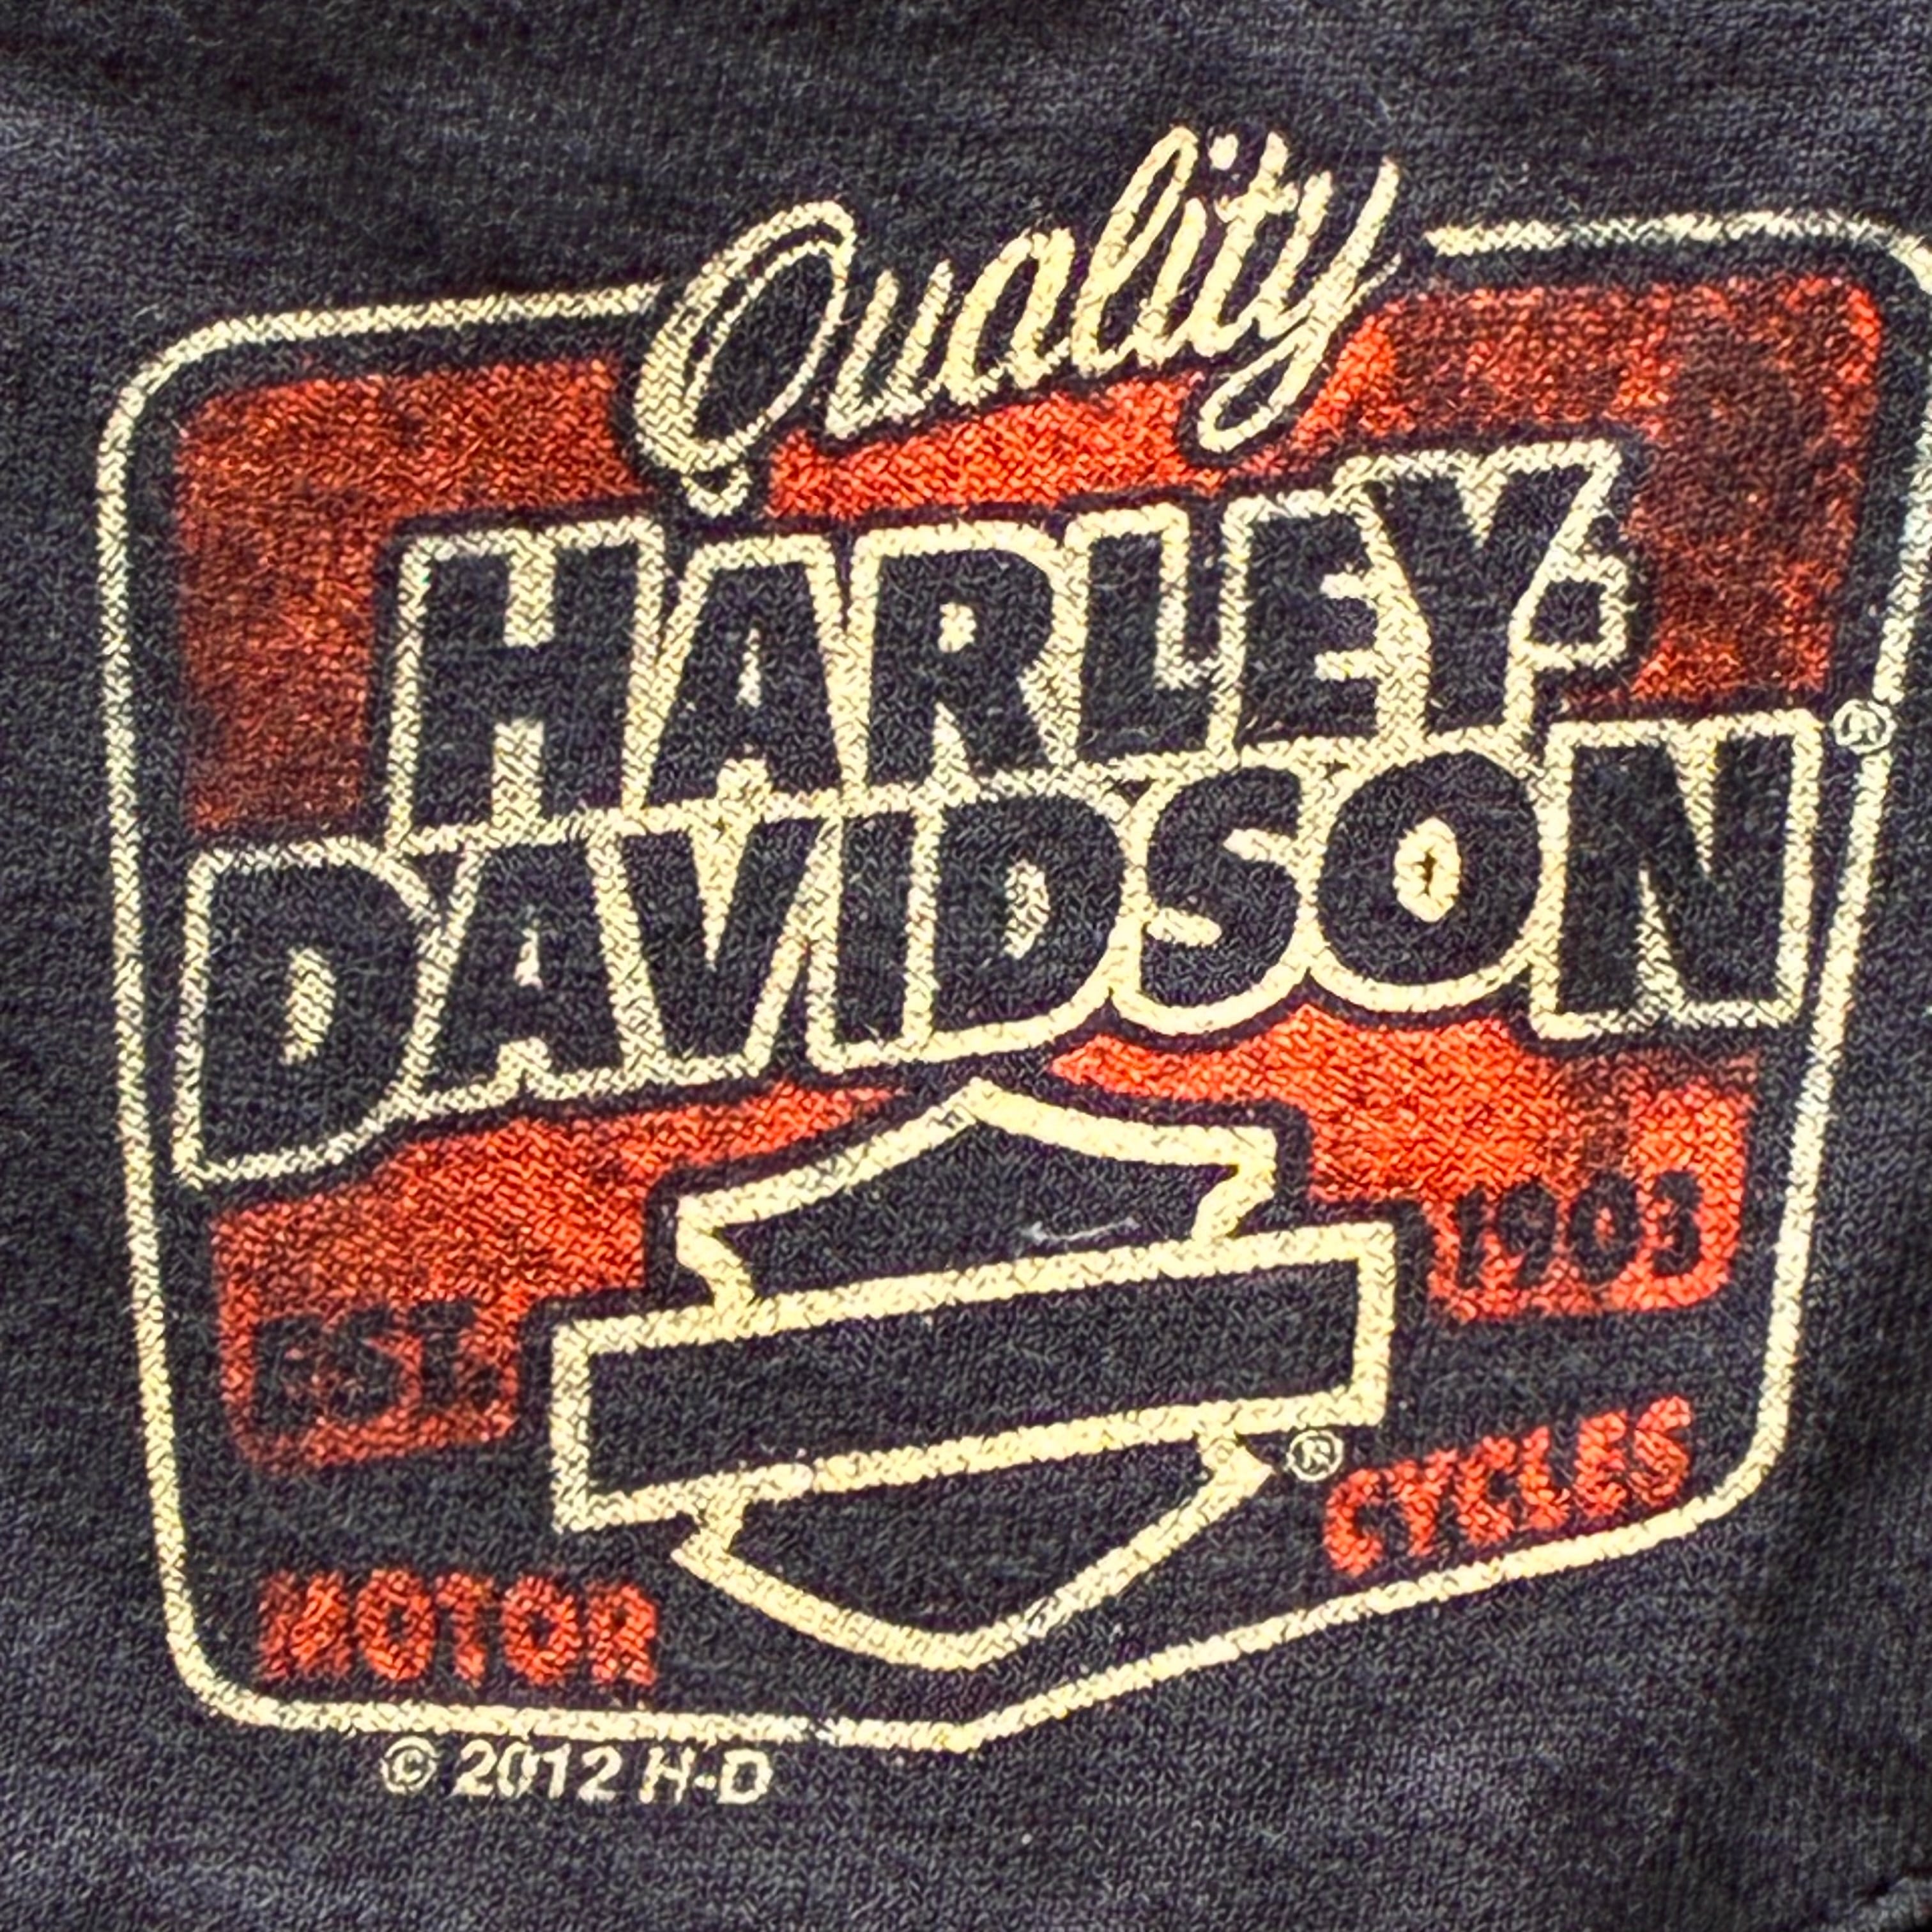 Quality
HARLEY-
DAVIDSON®
EST. 1903
®
MOTOR CYCLES
© 2012 H-D